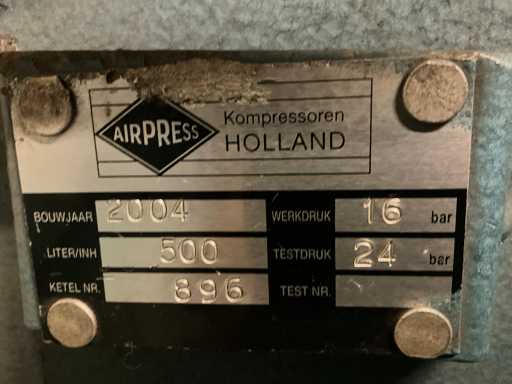 AIRPRESS
Kompressoren
HOLLAND
BOUWJAAR 2004 WERKDRUK 16 bar
LITER/INH 500 TESTDRUK 24 bar
KETEL NR. 896 TEST NR.